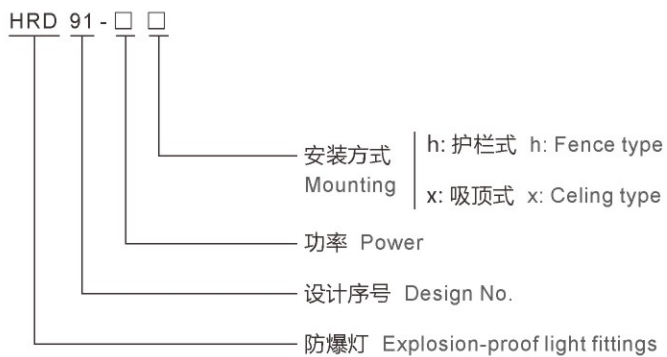 HRD 91-□□
安装方式 h: 护栏式 h: Fence type
Mounting x: 吸顶式 x: Celing type
功率 Power
设计序号 Design No.
防爆灯 Explosion-proof light fittings